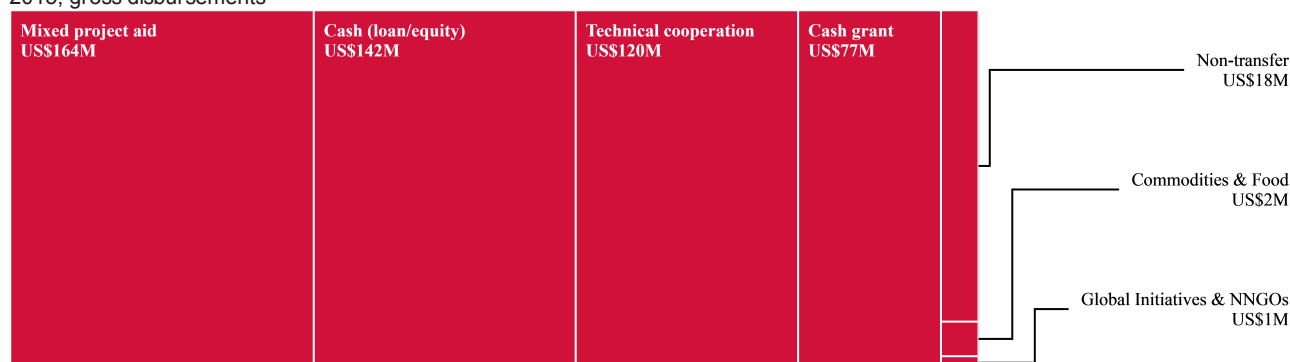 Mixed project aid
US$164M
Cash (loan/equity)
US$142M
Technical cooperation
US$120M
Cash grant
US$77M
Non-transfer
US$18M
Commodities & Food
US$2M
Global Initiatives & NNGOs
US$1M